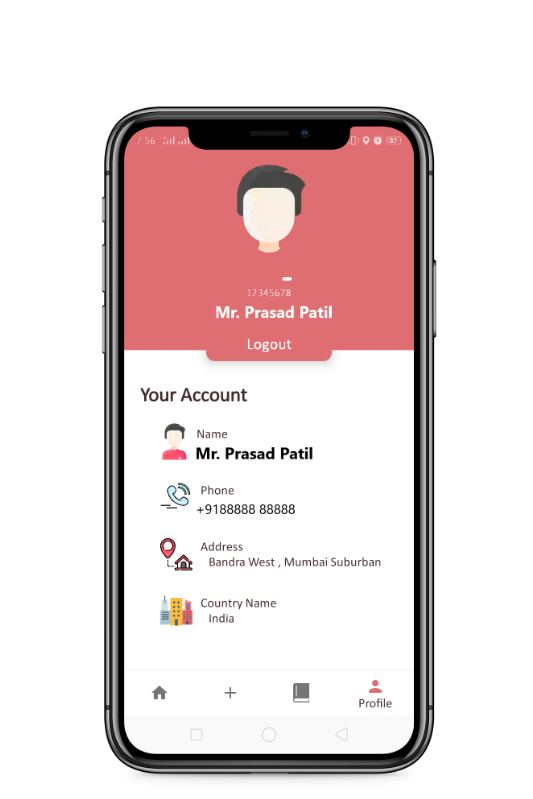 7:56
37
12345678
Mr. Prasad Patil
Logout
Your Account
Name
Mr. Prasad Patil
Phone
+9188888 88888
Address
Bandra West , Mumbai Suburban
Country Name
India
Profile